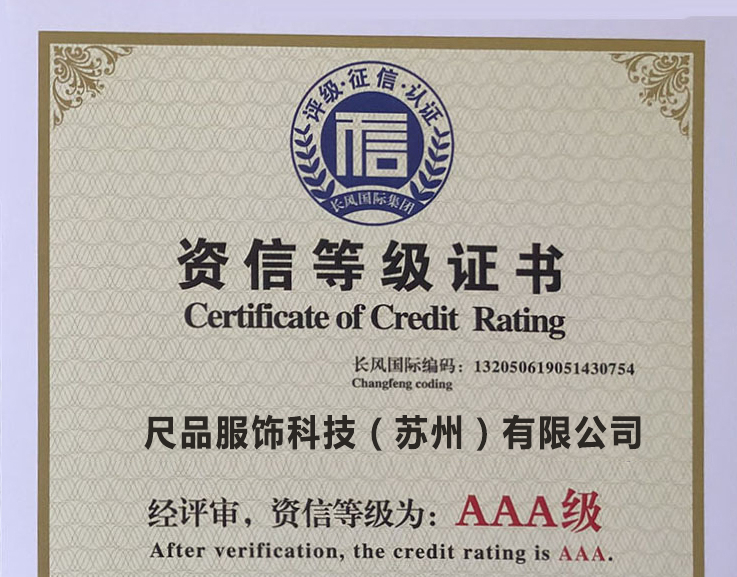 评级·征信·认证
信
长风国际集团
资信等级证书
Certificate of Credit Rating
长风国际编码：132050619051430754
Changfeng coding
尺品服饰科技（苏州）有限公司
经评审，资信等级为：AAA级
After verification, the credit rating is AAA.